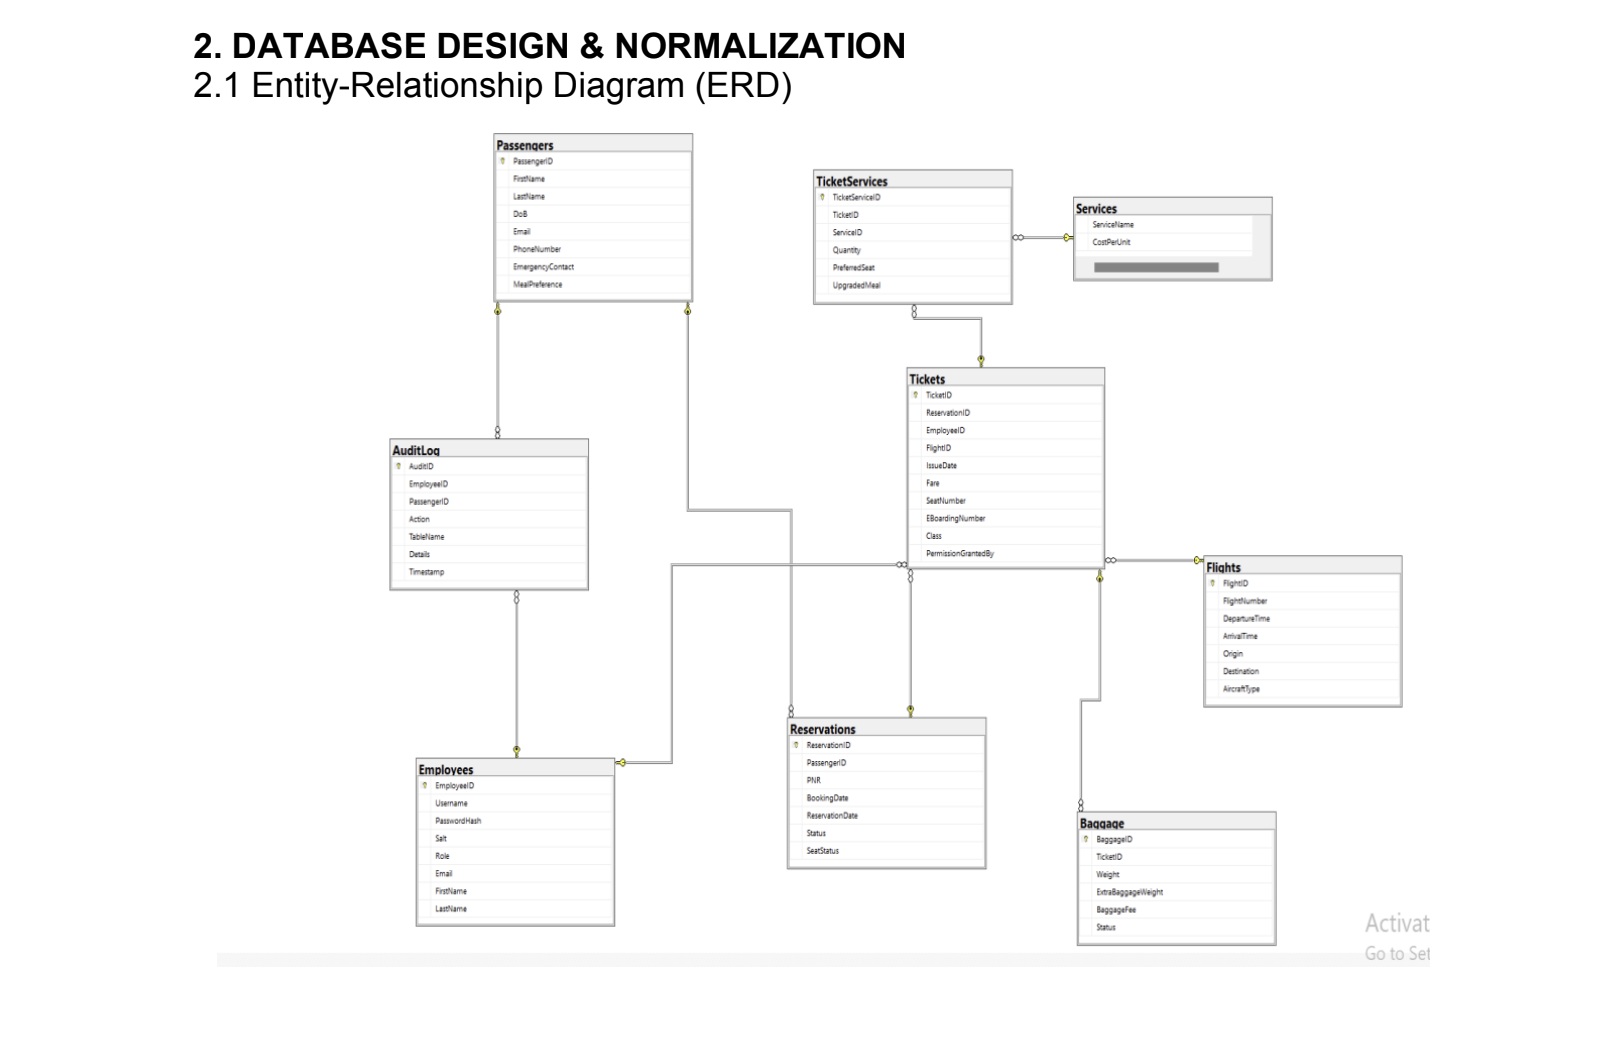 2. DATABASE DESIGN & NORMALIZATION
2.1 Entity-Relationship Diagram (ERD)
Passengers
PassengerID
FirstName
LastName
DoB
Email
PhoneNumber
EmergencyContact
MealPreference
TicketServices
TicketServiceID
TicketID
ServiceID
Quantity
PreferredSeat
UpgradedMeal
Services
ServiceName
CostPerUnit
Tickets
TicketID
ReservationID
EmployeeID
FlightID
IssueDate
Fare
SeatNumber
EBoardingNumber
Class
PermissionGrantedBy
AuditLog
AuditID
EmployeeID
PassengerID
Action
TableName
Details
Timestamp
Flights
FlightID
FlightNumber
DepartureTime
ArrivalTime
Origin
Destination
AircraftType
Reservations
ReservationID
PassengerID
PNR
BookingDate
ReservationDate
Status
SeatStatus
Employees
EmployeeID
Username
PasswordHash
Salt
Role
Email
FirstName
LastName
Baggage
BaggageID
TicketID
Weight
ExtraBaggageWeight
BaggageFee
Status
Activat
Go to Set